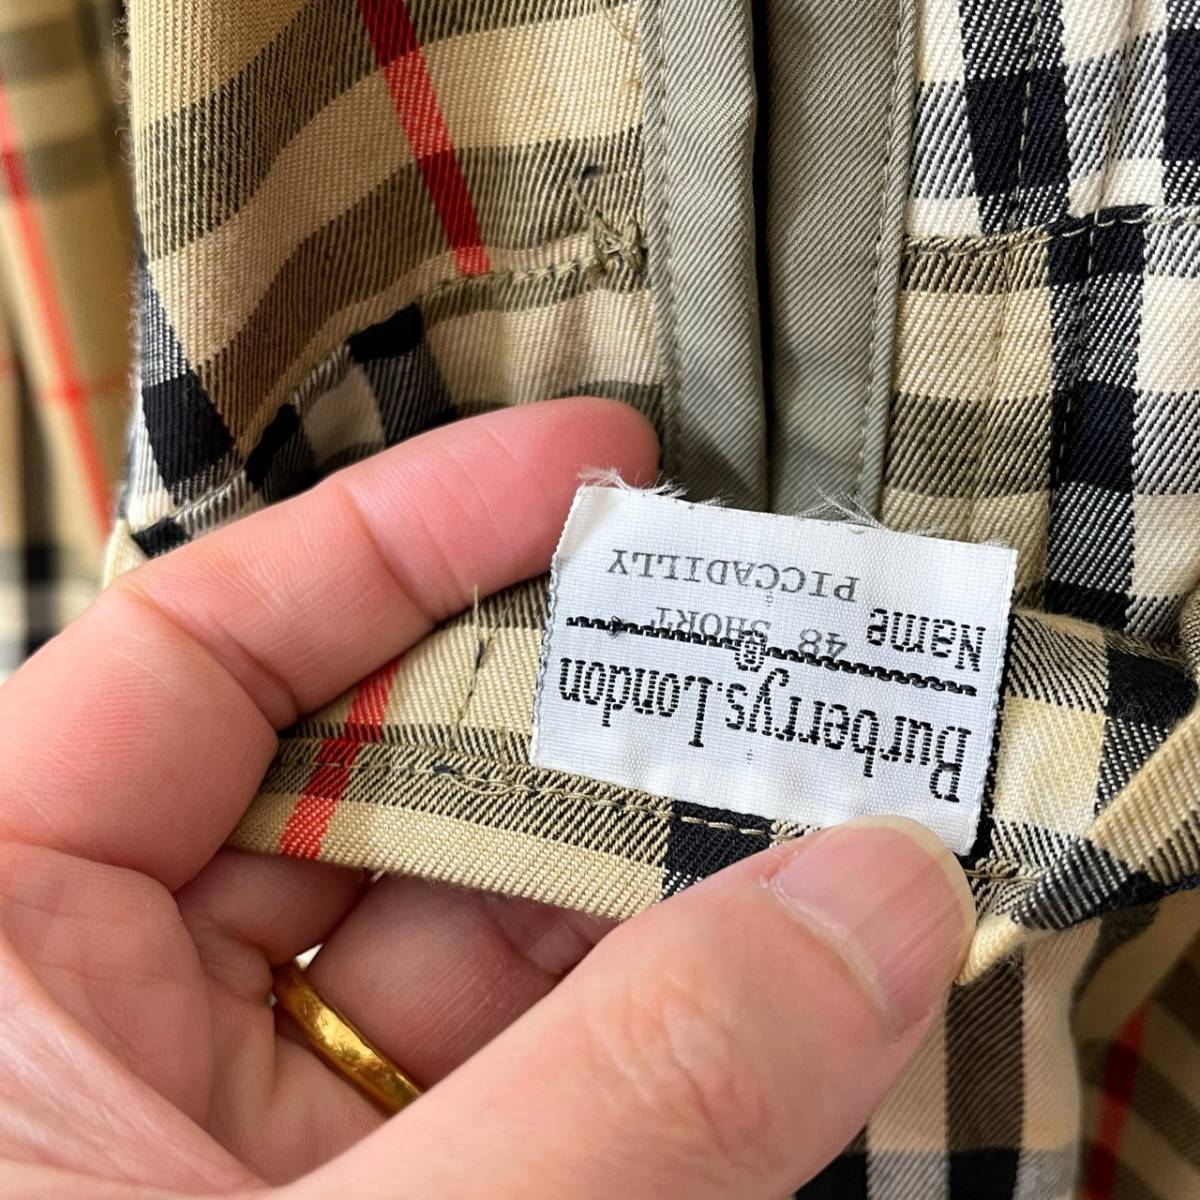 Burberrys.London
Name 48 SHORT
PICCADILLY